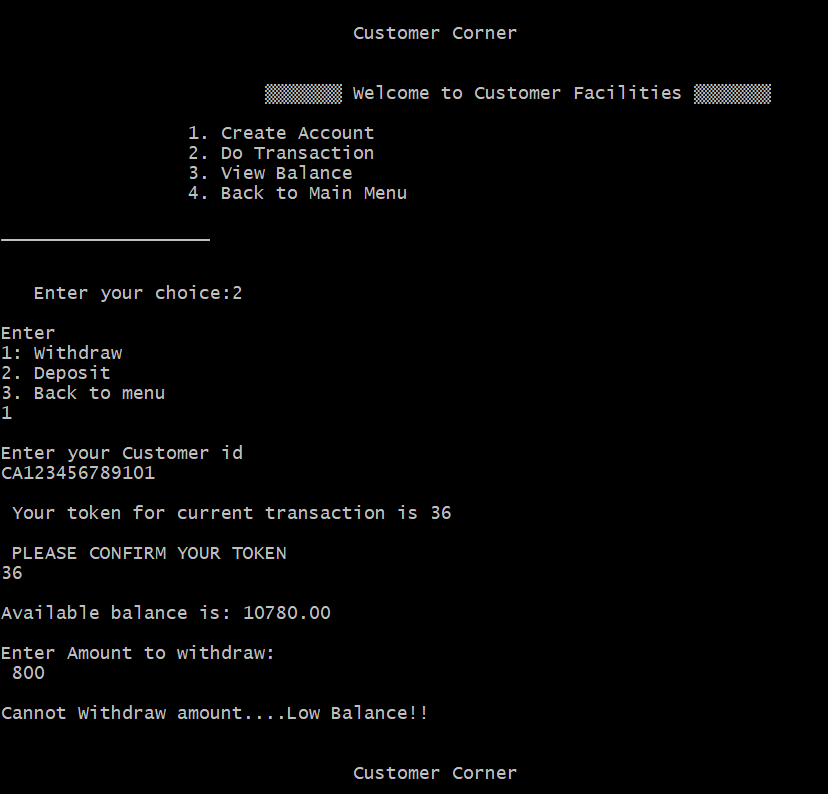 Customer Corner
▒▒▒▒▒▒▒ Welcome to Customer Facilities ▒▒▒▒▒▒▒
1. Create Account
2. Do Transaction
3. View Balance
4. Back to Main Menu
___________________
Enter your choice:2
Enter
1: Withdraw
2. Deposit
3. Back to menu
1
Enter your Customer id
CA123456789101
Your token for current transaction is 36
PLEASE CONFIRM YOUR TOKEN
36
Available balance is: 10780.00
Enter Amount to withdraw:
800
Cannot Withdraw amount....Low Balance!!
Customer Corner